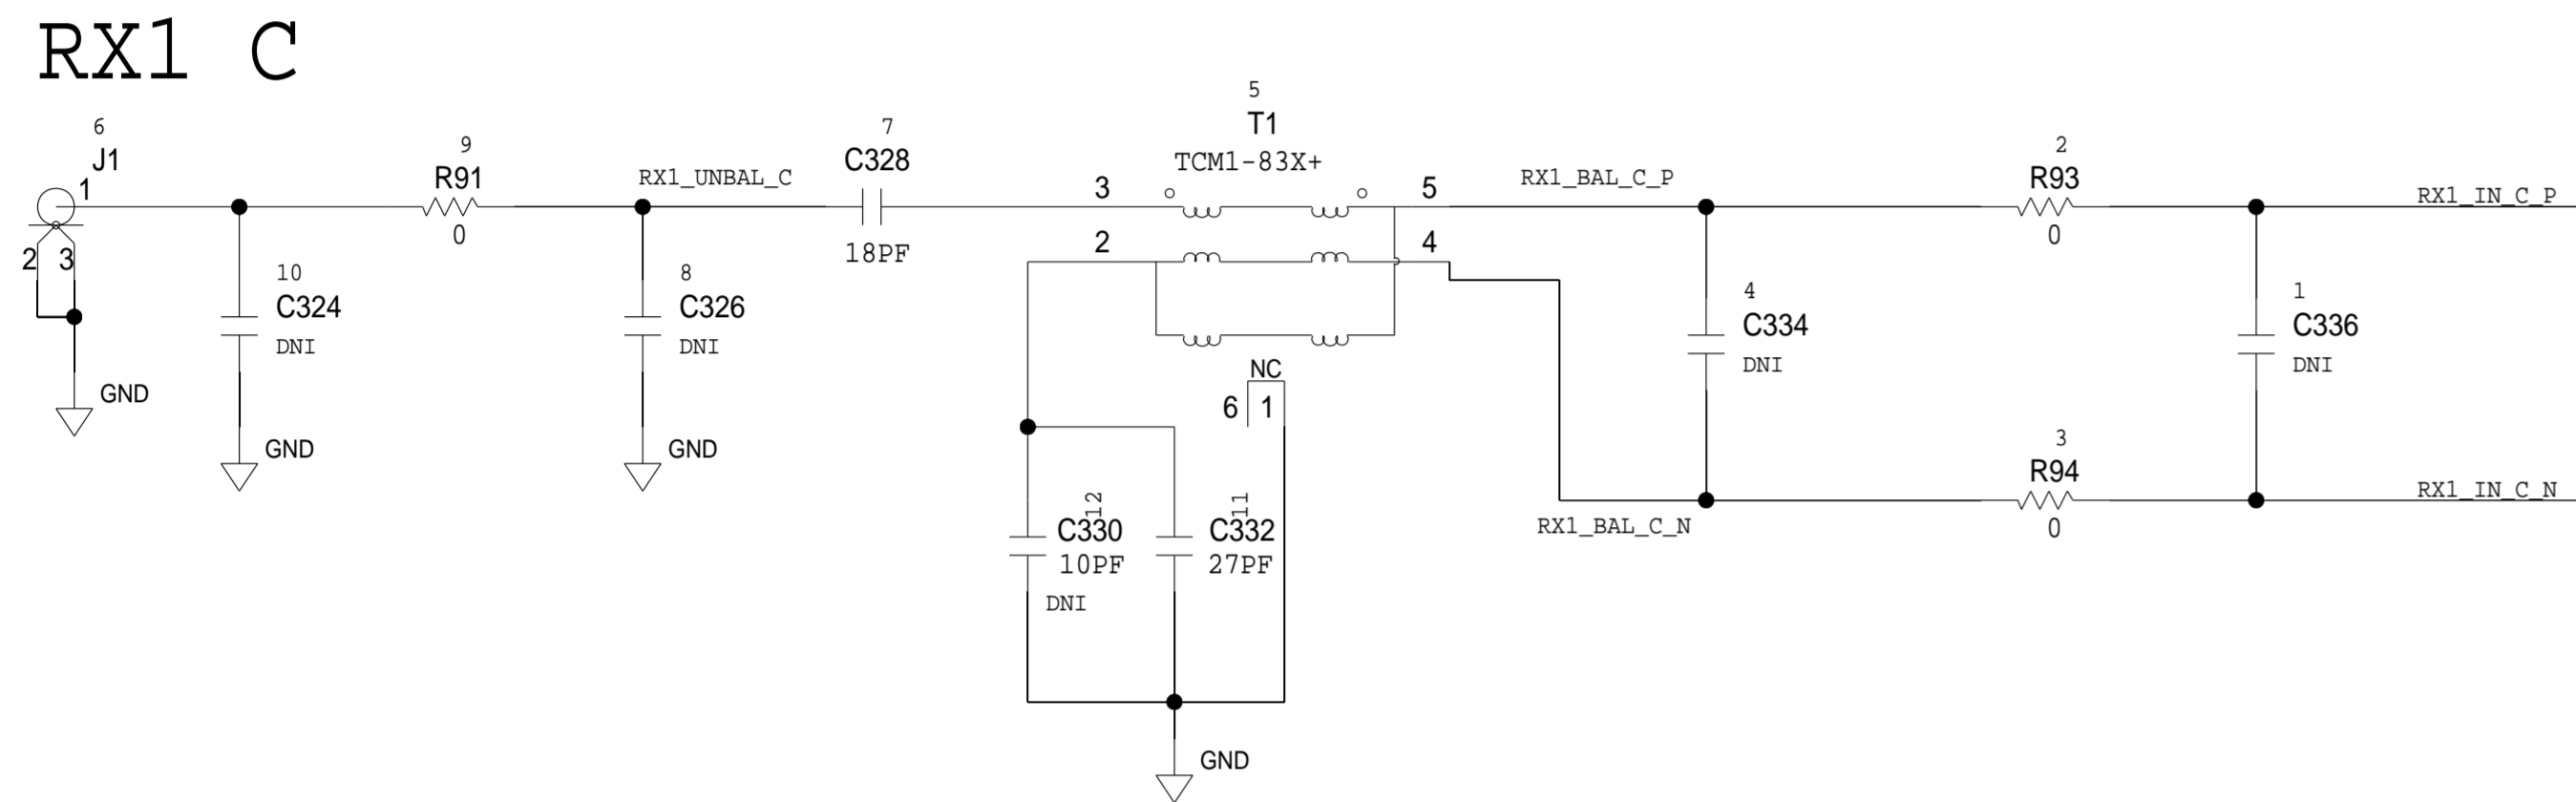 RX1 C
6
J1
1
2 3
GND
10
C324
DNI
GND
9
R91
0
RX1_UNBAL_C
8
C326
DNI
GND
7
C328
18PF
5
T1
TCM1-83X+
3
2
5
4
NC
6 1
12
C330
10PF
DNI
11
C332
27PF
GND
RX1_BAL_C_P
RX1_BAL_C_N
4
C334
DNI
2
R93
0
3
R94
0
1
C336
DNI
RX1_IN_C_P
RX1_IN_C_N